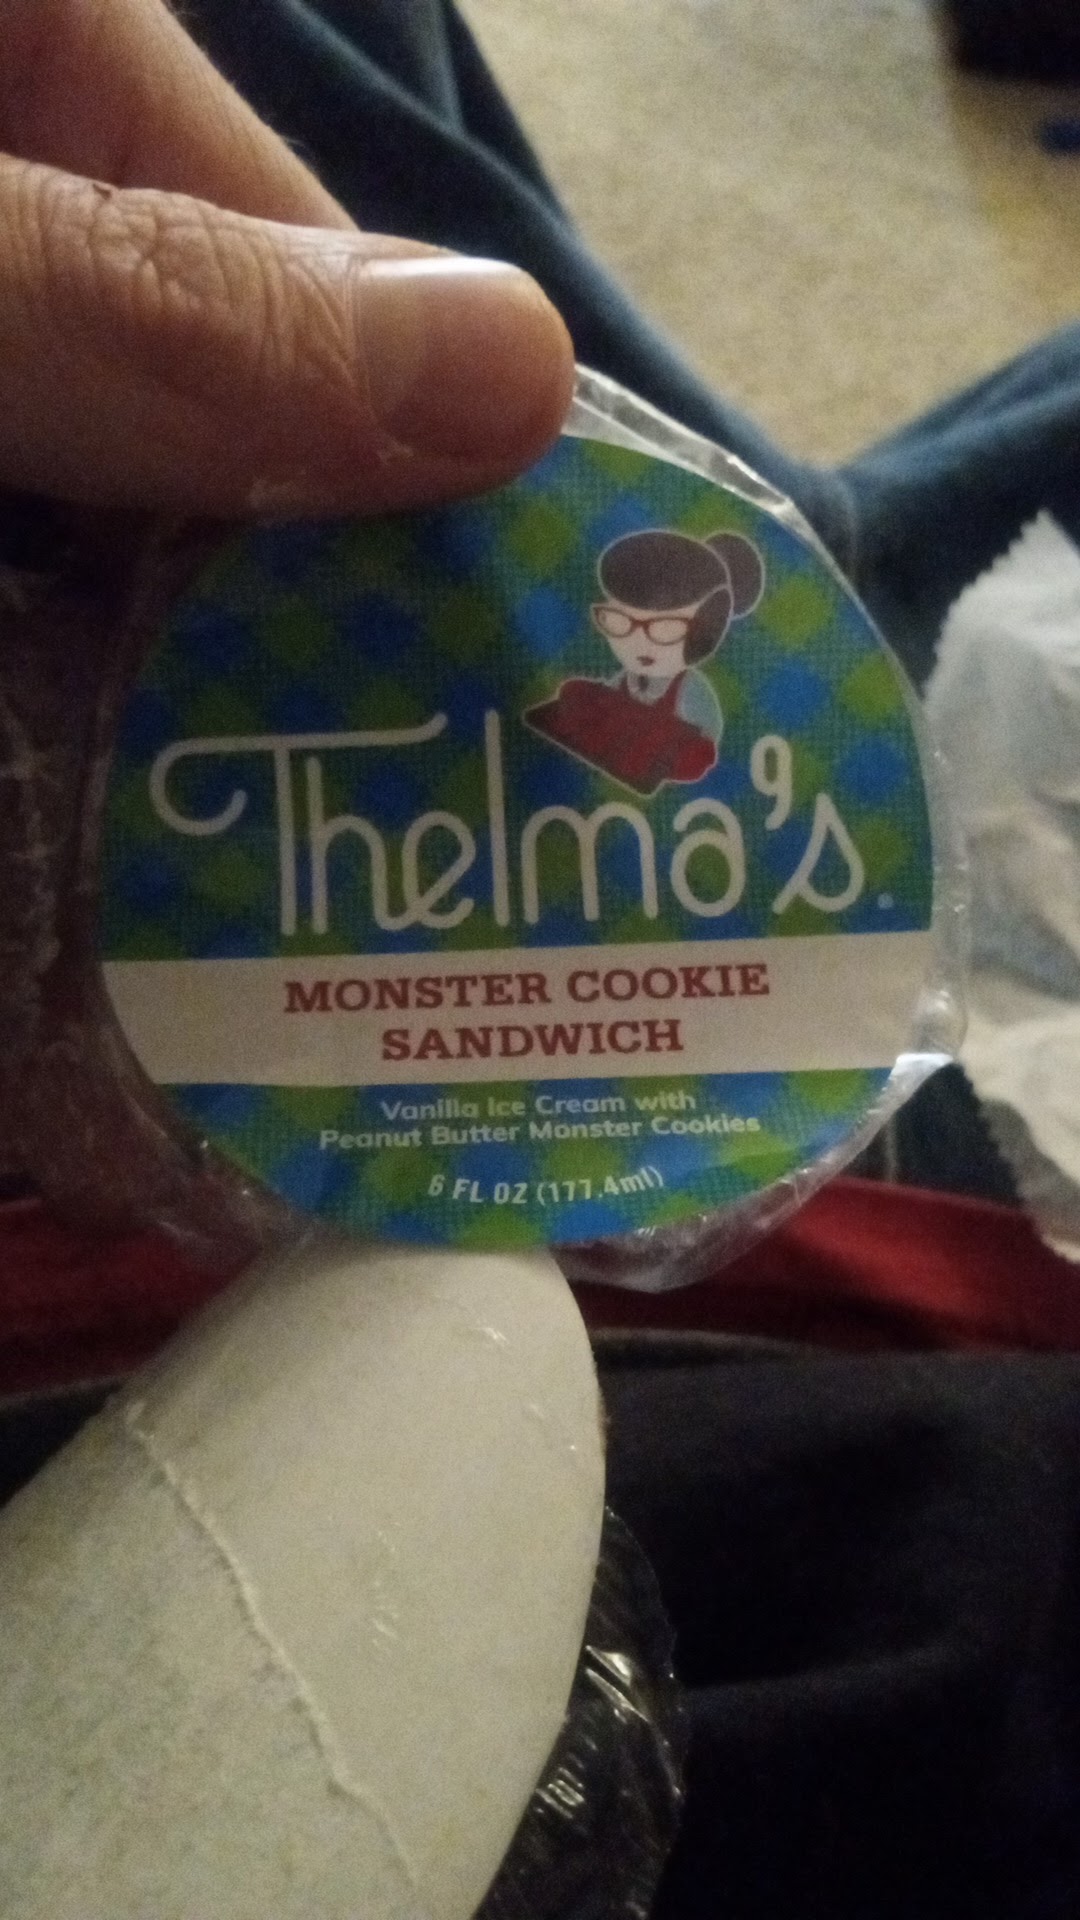 Thelma's
MONSTER COOKIE
SANDWICH
Vanilla Ice Cream with
Peanut Butter Monster Cookies
6 FL OZ (177.4ml)